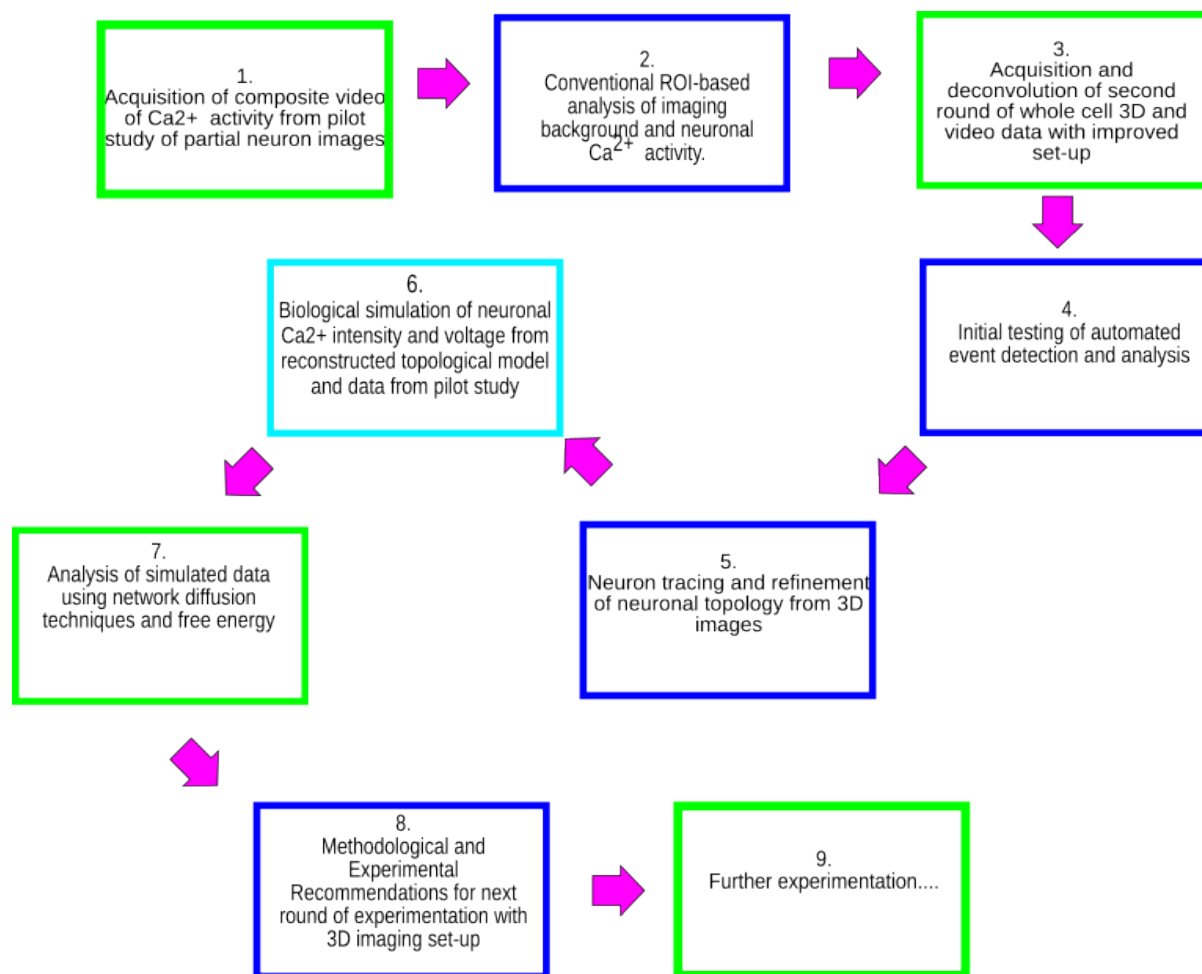 1.
Acquisition of composite video
of Ca2+ activity from pilot
study of partial neuron images
2.
Conventional ROI-based
analysis of imaging
background and neuronal
Ca2+ activity.
3.
Acquisition and
deconvolution of second
round of whole cell 3D and
video data with improved
set-up
4.
Initial testing of automated
event detection and analysis
5.
Neuron tracing and refinement
of neuronal topology from 3D
images
6.
Biological simulation of neuronal
Ca2+ intensity and voltage from
reconstructed topological model
and data from pilot study
7.
Analysis of simulated data
using network diffusion
techniques and free energy
8.
Methodological and
Experimental
Recommendations for next
round of experimentation with
3D imaging set-up
9.
Further experimentation....